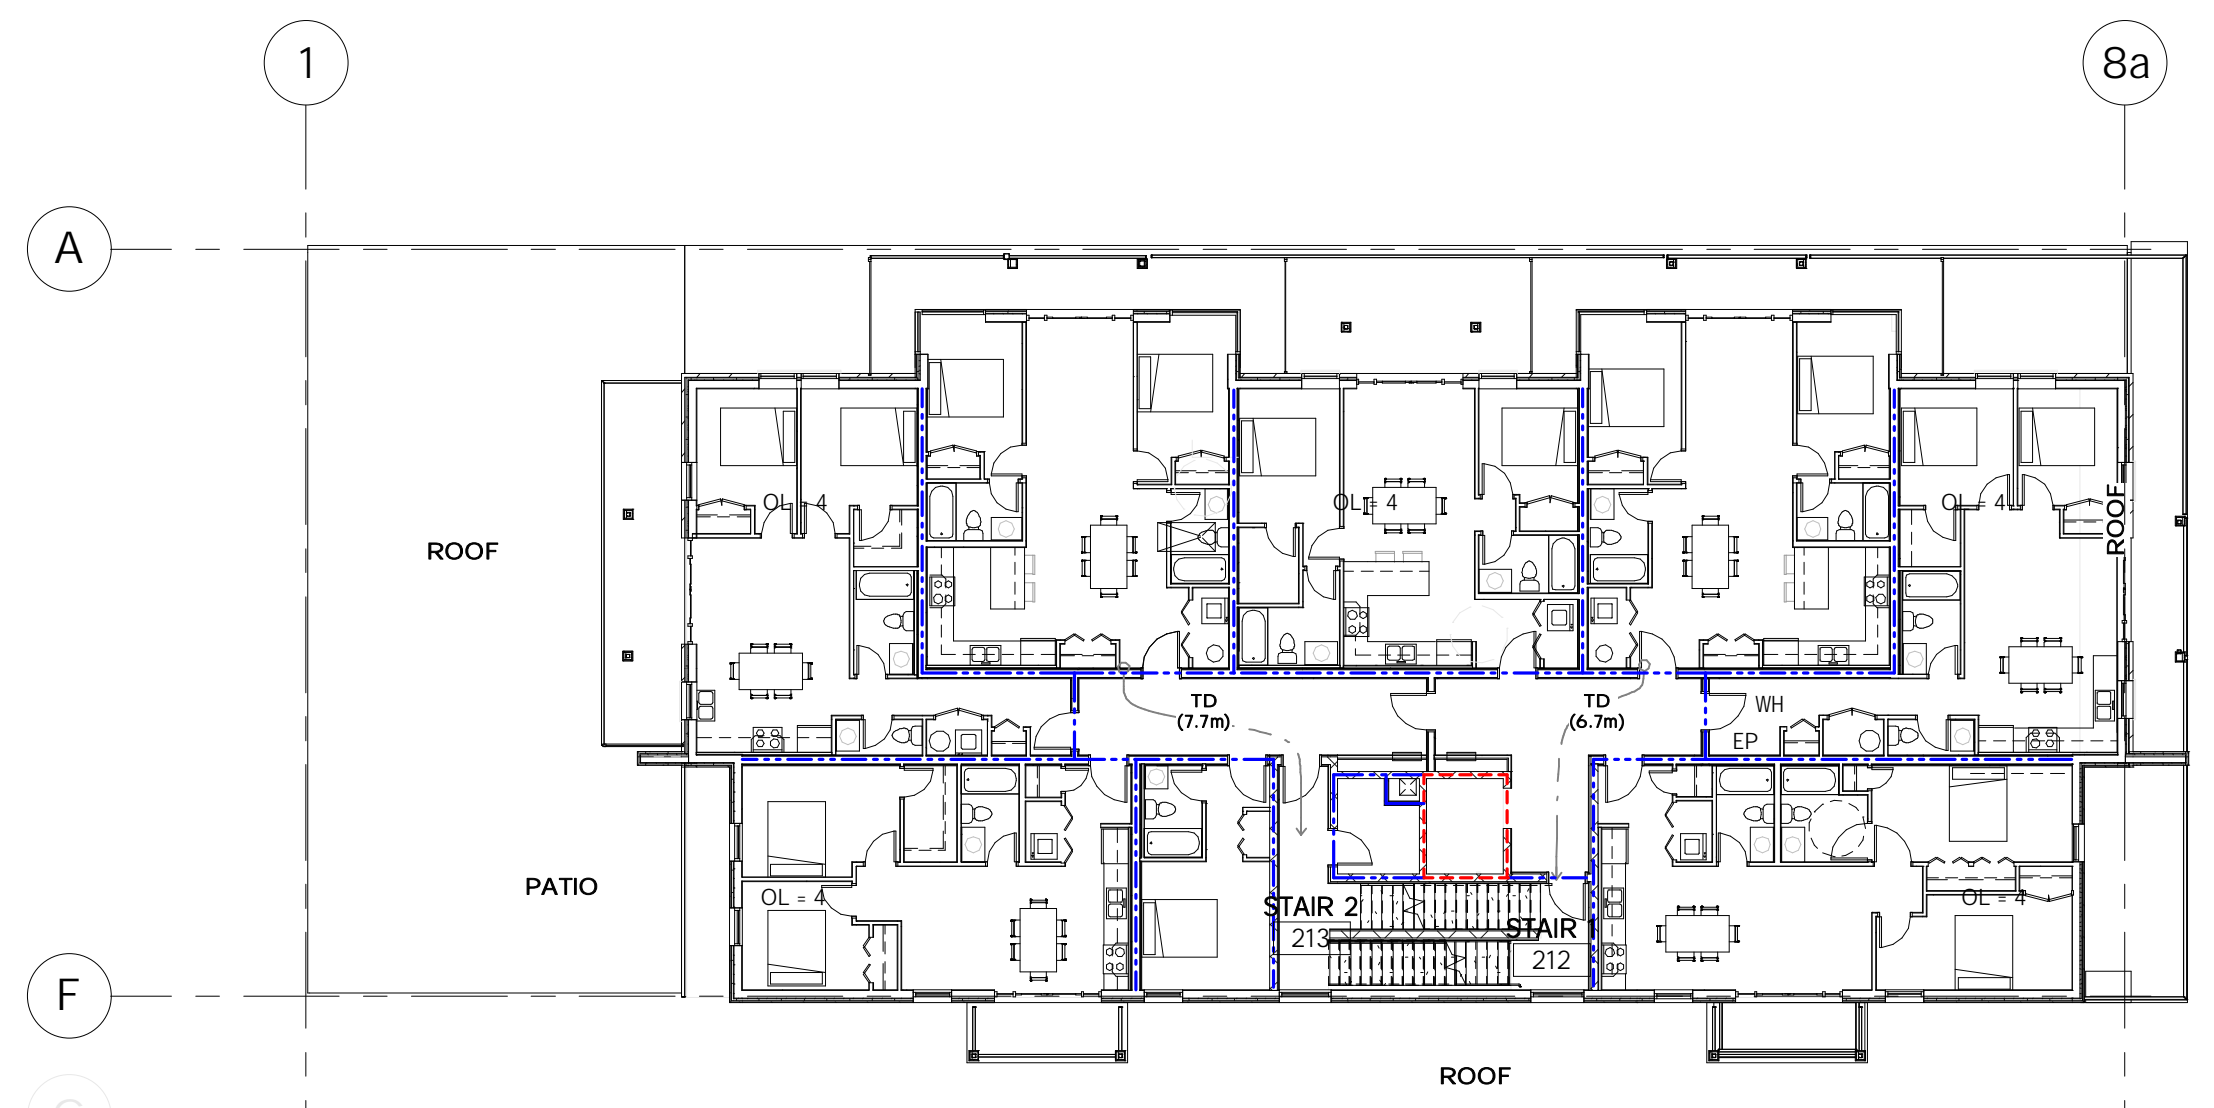 1
8a
A
OL = 4
OL = 4
OL = 4
ROOF
ROOF
TD
(7.7m)
TD
(6.7m)
WH
EP
PATIO
OL = 4
OL = 4
STAIR 2
213
STAIR 1
212
F
ROOF